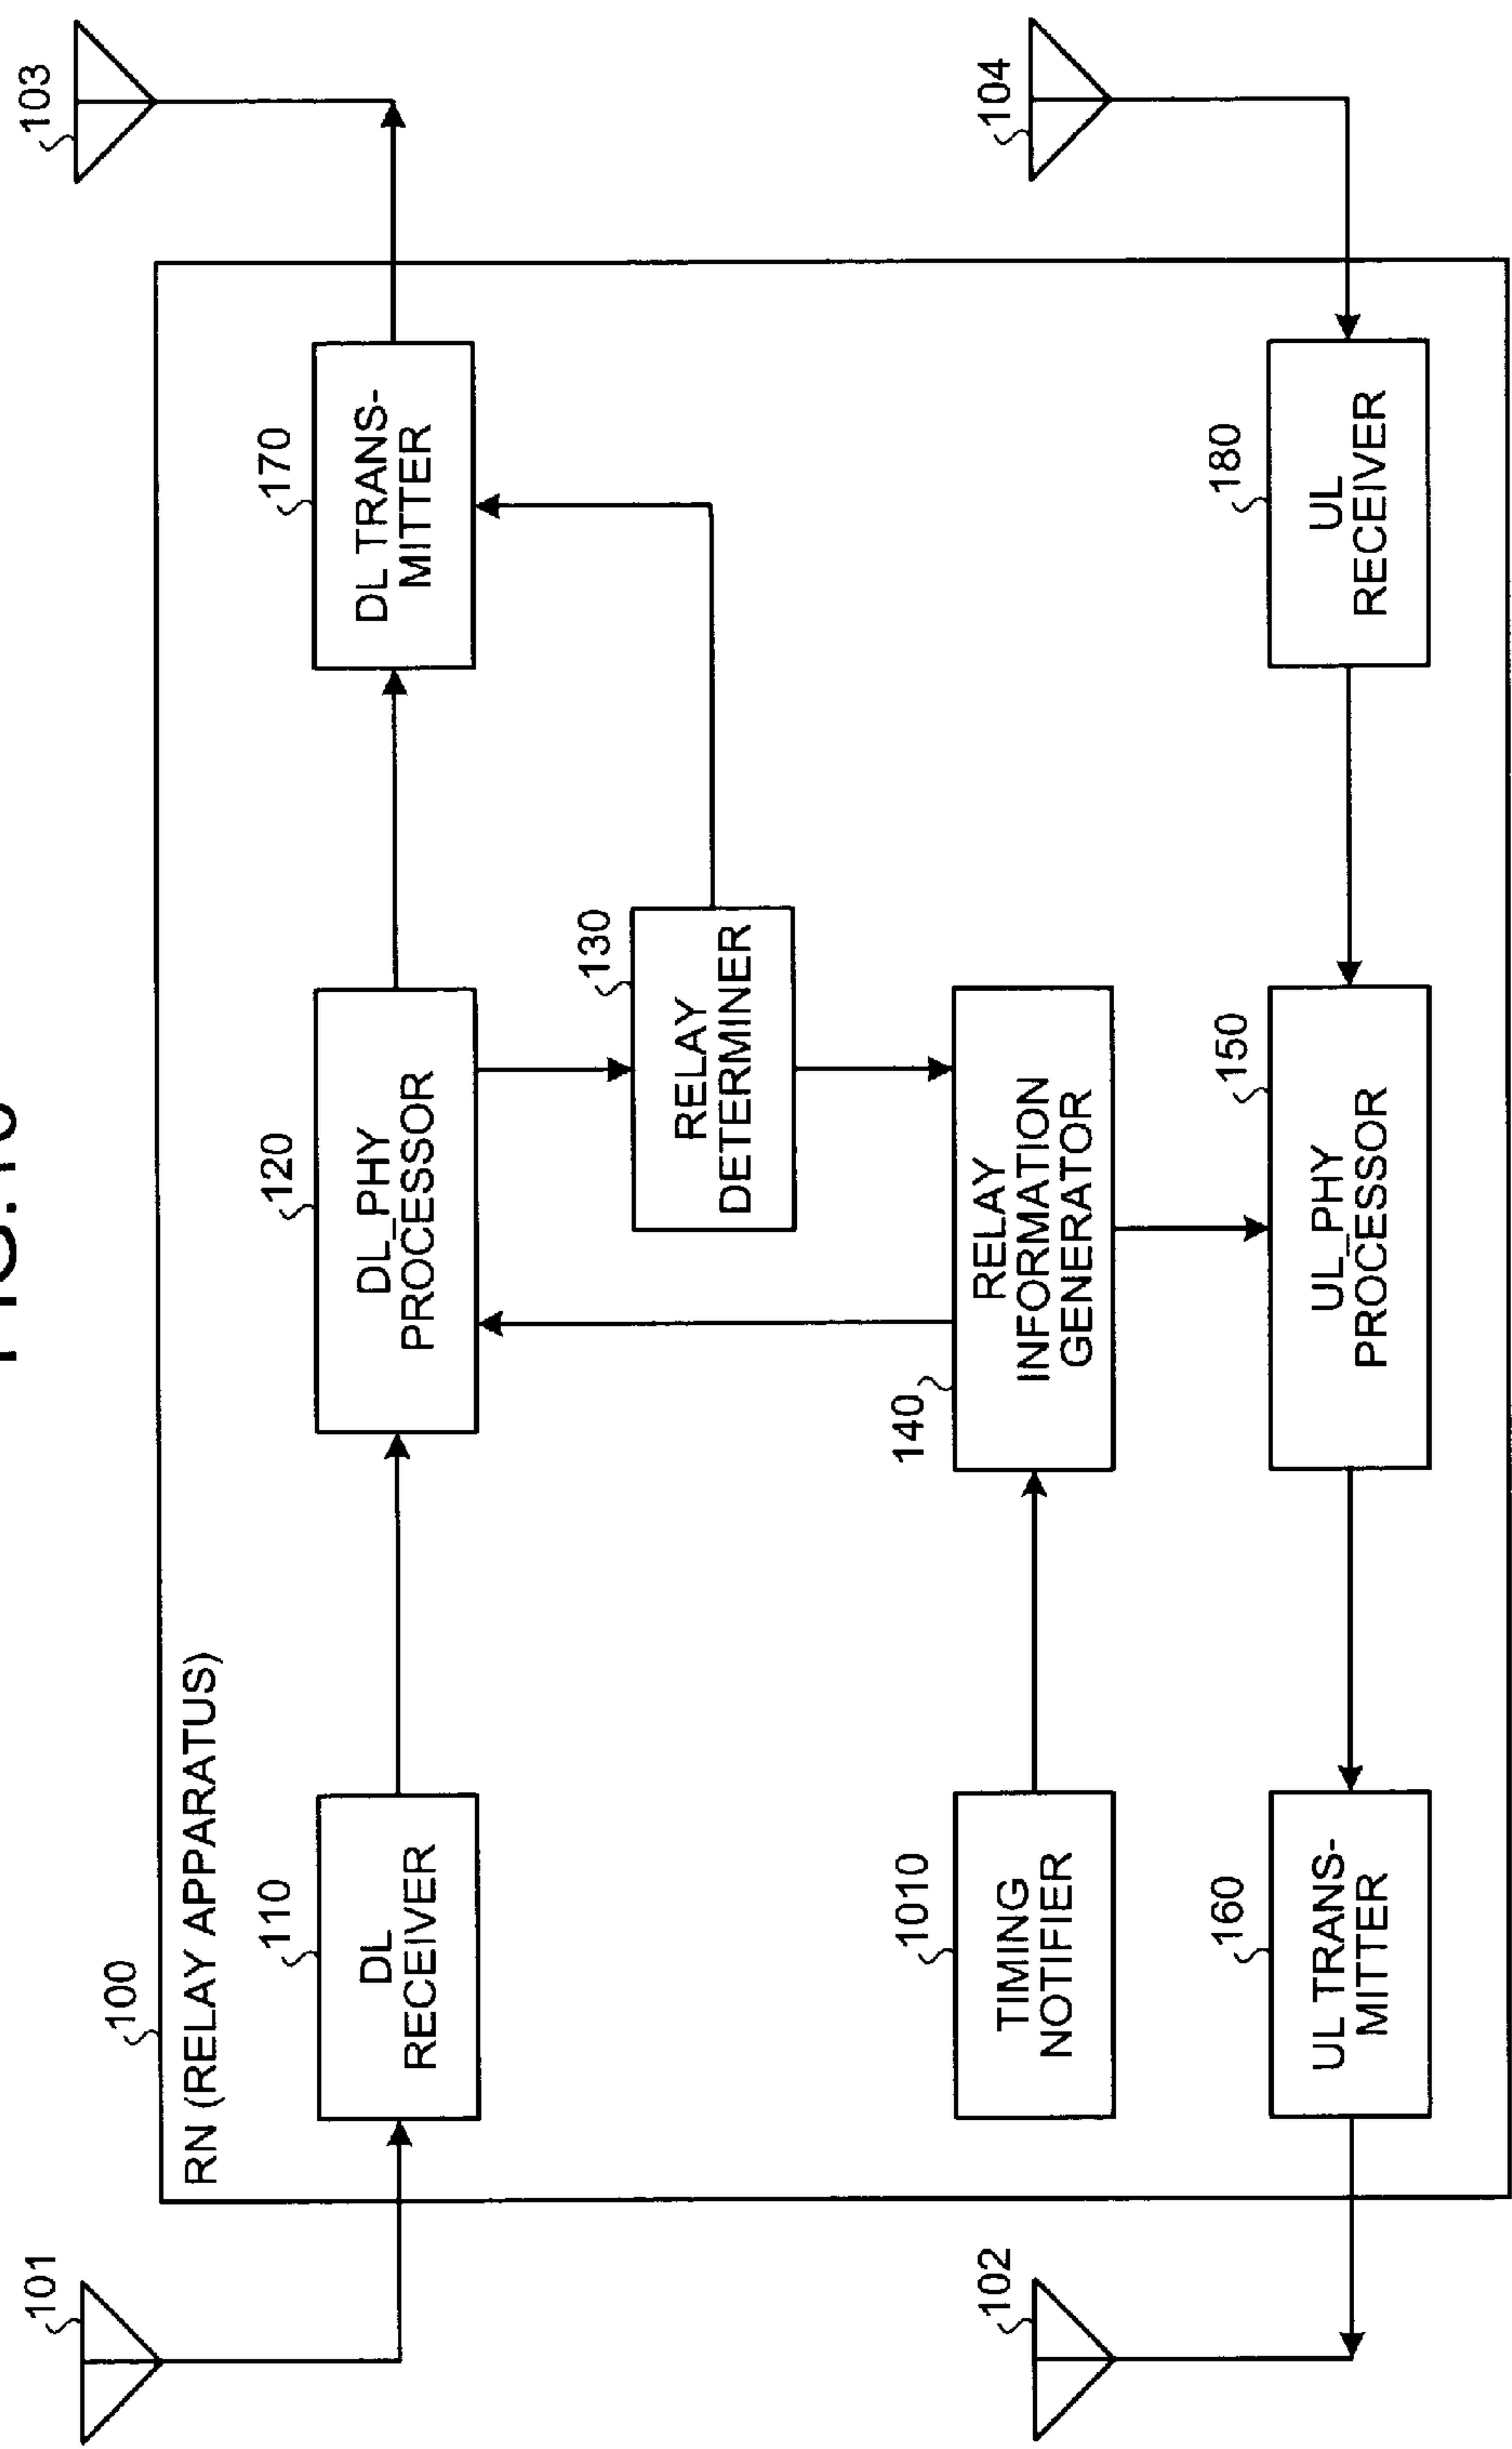 101
103
100
RN (RELAY APPARATUS)
110
DL
RECEIVER
120
DL_PHY
PROCESSOR
170
DL TRANS-
MITTER
130
RELAY
DETERMINER
102
104
1010
TIMING
NOTIFIER
140
RELAY
INFORMATION
GENERATOR
160
UL TRANS-
MITTER
150
UL_PHY
PROCESSOR
180
UL
RECEIVER